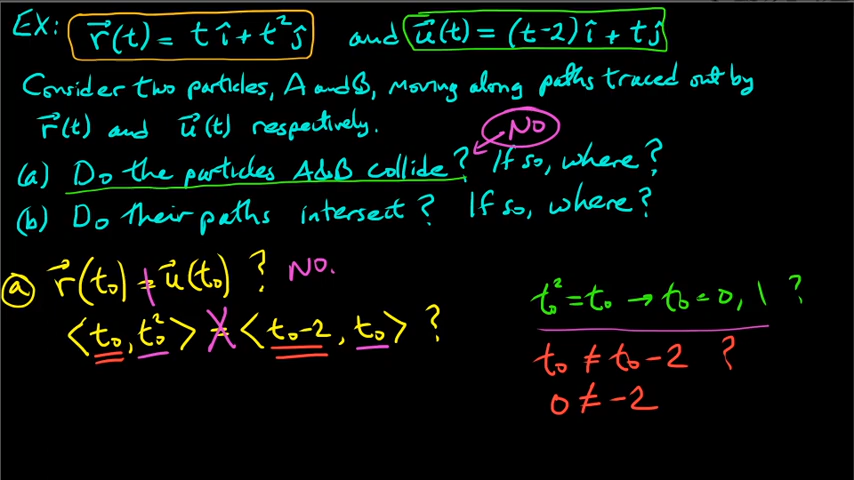 EX: r⃗(t) = t î + t² ĵ and u⃗(t) = (t-2) î + t ĵ
Consider two particles, A and B, moving along paths traced out by
r⃗(t) and u⃗(t) respectively.
No
(a) Do the particles A&B collide? If so, where?
(b) Do their paths intersect? If so, where?
(a) r⃗(t₀) ≠ u⃗(t₀) ? No.
<t₀, t₀²> ≠ <t₀-2, t₀> ?
t₀² = t₀ → t₀ = 0, 1 ?
t₀ ≠ t₀ - 2 ?
0 ≠ -2